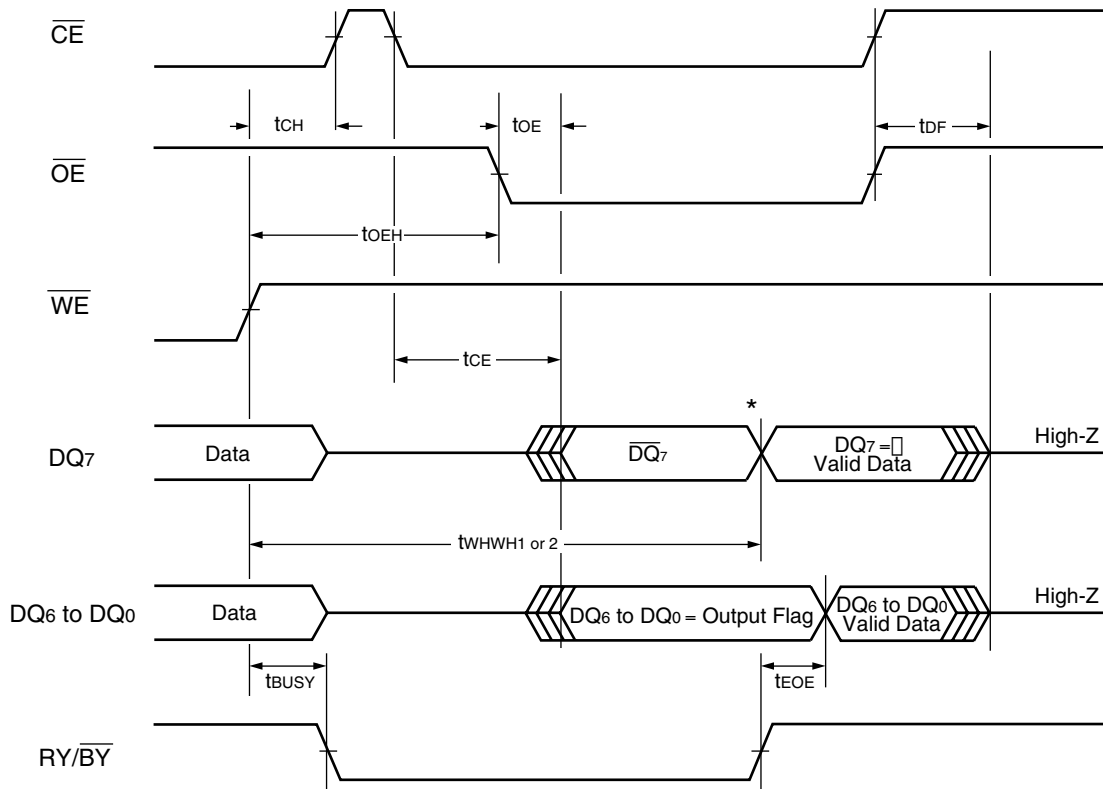 CE
tCH
tOE
tDF
OE
tOEH
WE
tCE
*
DQ7
Data
DQ7
DQ7 =
Valid Data
High-Z
tWHWH1 or 2
DQ6 to DQ0
Data
DQ6 to DQ0 = Output Flag
DQ6 to DQ0
Valid Data
High-Z
tBUSY
tEOE
RY/BY